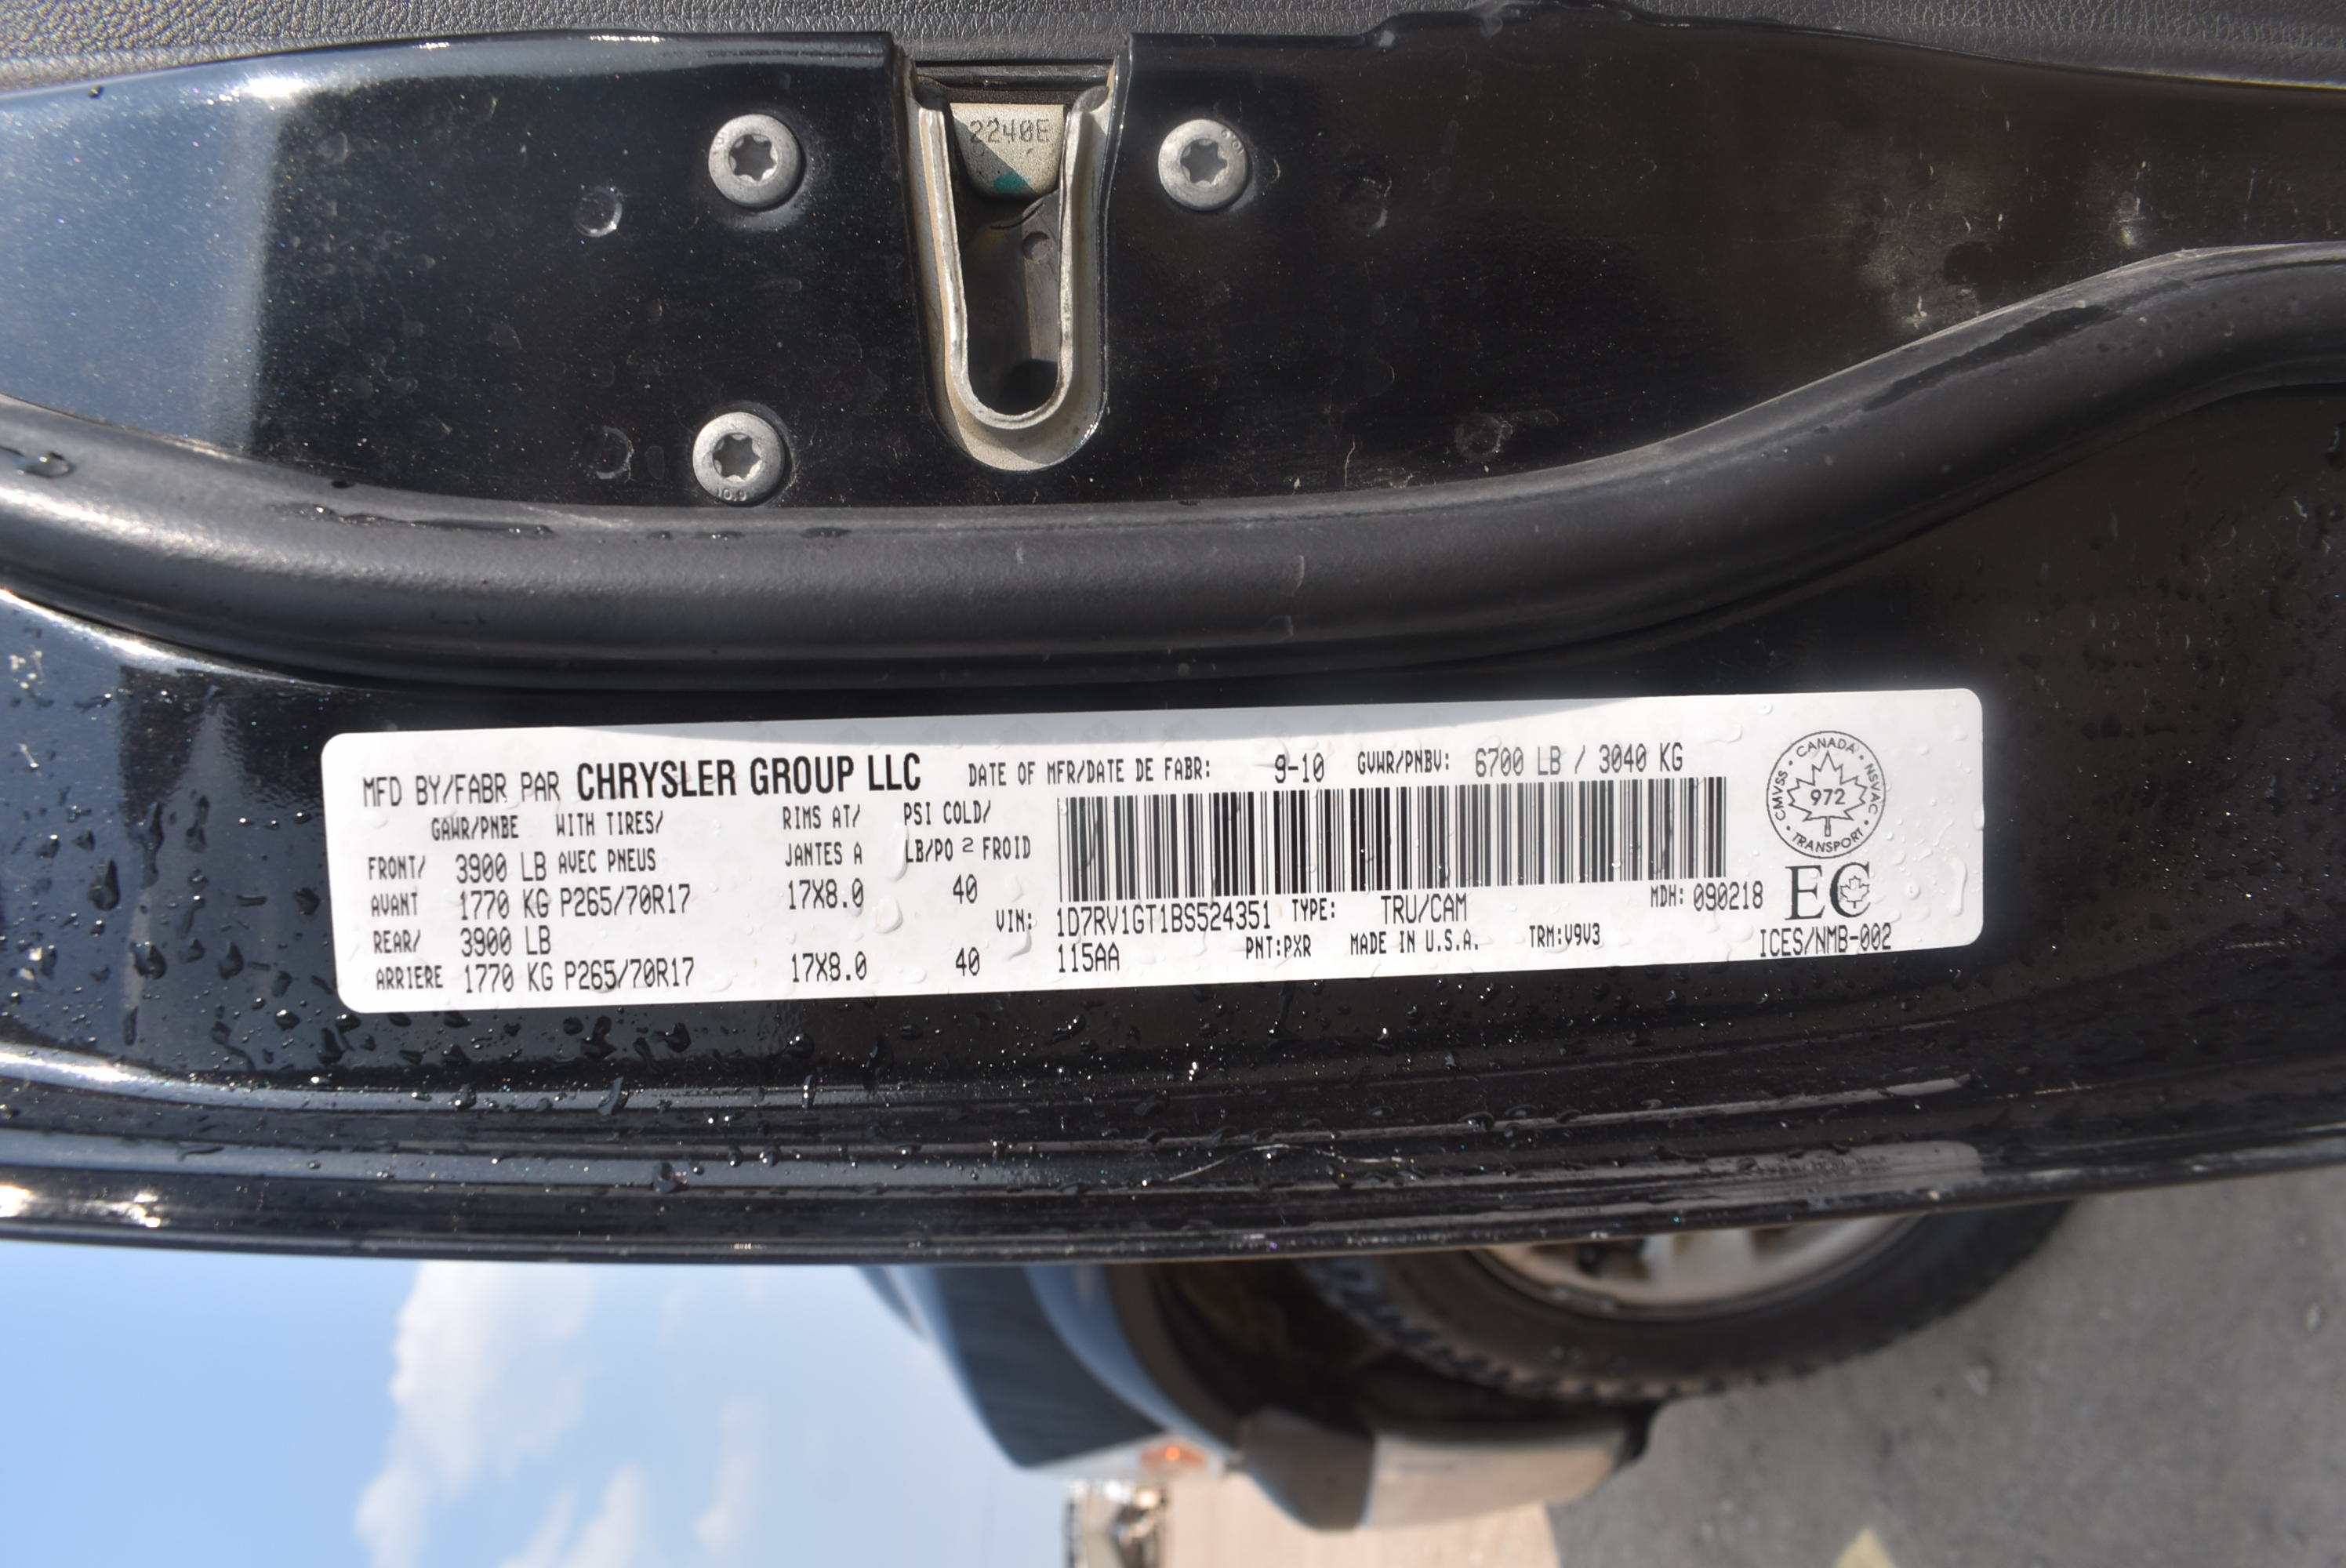 2240E
10.9
MFD BY/FABR PAR CHRYSLER GROUP LLC DATE OF MFR/DATE DE FABR: 9-10 GVWR/PNBV: 6700 LB / 3040 KG
GAWR/PNBE WITH TIRES/ RIMS AT/ PSI COLD/
FRONT/ 3900 LB AVEC PNEUS JANTES A LB/PO 2 FROID
AVANT 1770 KG P265/70R17 17X8.0 40
REAR/ 3900 LB
ARRIERE 1770 KG P265/70R17 17X8.0 40
VIN: 1D7RV1GT1BS524351 TYPE: TRU/CAM MDH: 090218
115AA PNT:PXR MADE IN U.S.A. TRM:V9V3
CANADA
CMVSS 972 NSVAC
TRANSPORT
EC
ICES/NMB-002